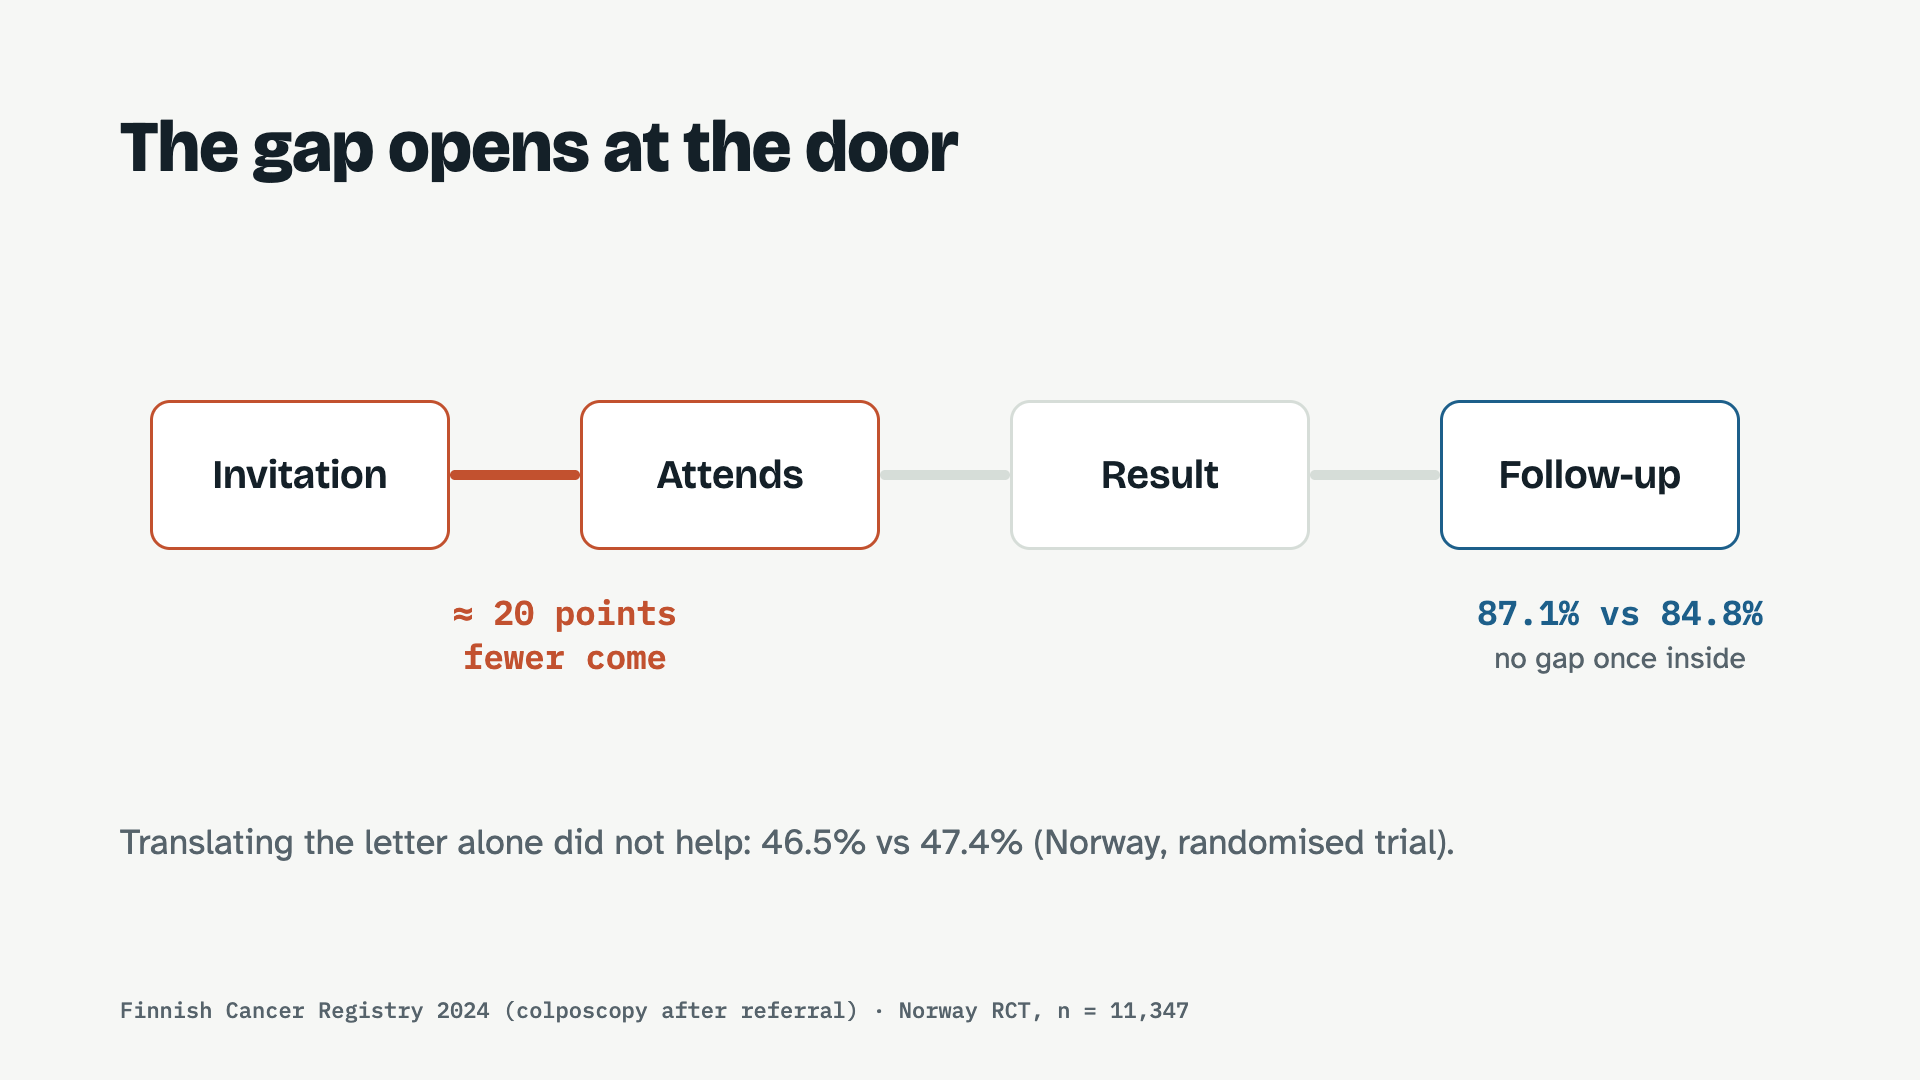 The gap opens at the door
Invitation
Attends
Result
Follow-up
≈ 20 points
fewer come
87.1% vs 84.8%
no gap once inside
Translating the letter alone did not help: 46.5% vs 47.4% (Norway, randomised trial).
Finnish Cancer Registry 2024 (colposcopy after referral) · Norway RCT, n = 11,347